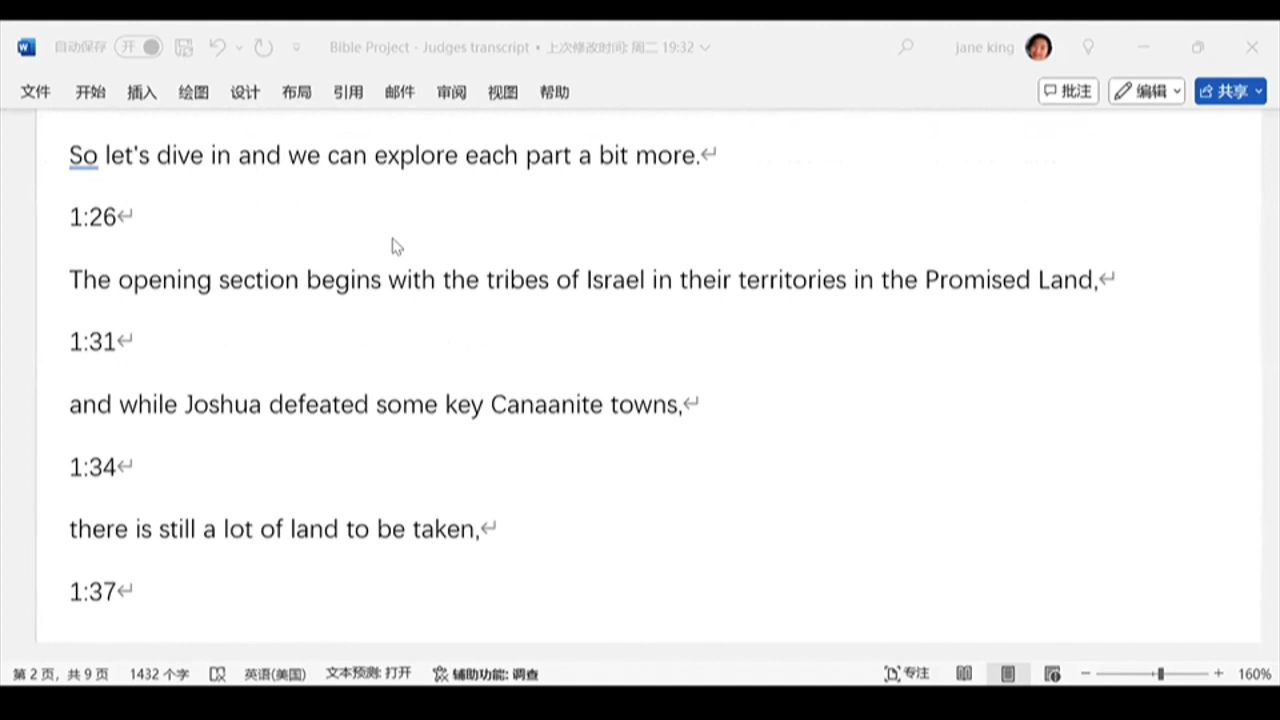 自动保存 开 Bible Project - Judges transcript • 上次修改时间: 周二 19:32 jane king
文件 开始 插入 绘图 设计 布局 引用 邮件 审阅 视图 帮助 批注 编辑 共享
So let's dive in and we can explore each part a bit more.↵
1:26↵
The opening section begins with the tribes of Israel in their territories in the Promised Land,↵
1:31↵
and while Joshua defeated some key Canaanite towns,↵
1:34↵
there is still a lot of land to be taken,↵
1:37↵
第 2 页，共 9 页 1432 个字 英语(美国) 文本预测: 打开 辅助功能: 调查 专注 160%